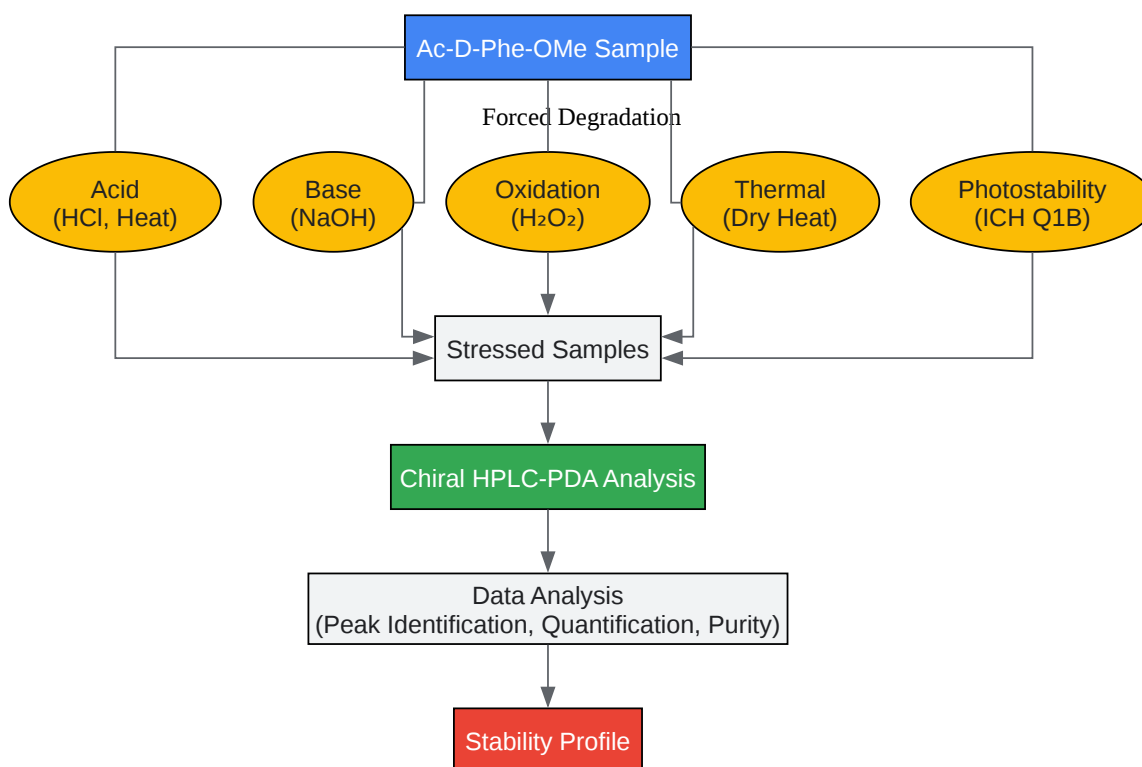 Ac-D-Phe-OMe Sample
Forced Degradation
Acid
(HCl, Heat)
Base
(NaOH)
Oxidation
(H₂O₂)
Thermal
(Dry Heat)
Photostability
(ICH Q1B)
Stressed Samples
Chiral HPLC-PDA Analysis
Data Analysis
(Peak Identification, Quantification, Purity)
Stability Profile